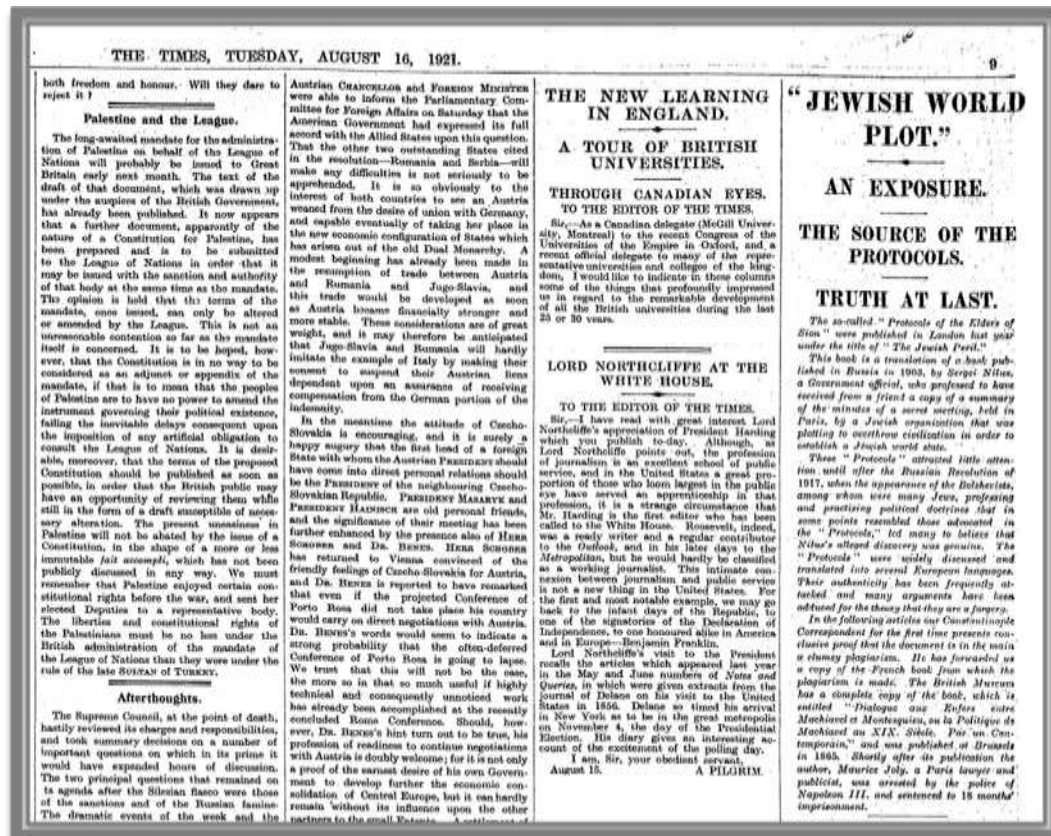 THE TIMES, TUESDAY, AUGUST 16, 1921.
9
both freedom and honour. Will they dare to
reject it?
Palestine and the League.
The long-awaited mandate for the administra-
tion of Palestine on behalf of the League of
Nations will probably be issued to Great
Britain early next month. The text of the
draft of that document, which was drawn up
under the auspices of the British Government,
has already been published. It now appears
that a further document, apparently of the
nature of a Constitution for Palestine, has
been prepared and is to be submitted
to the League of Nations in order that it
may be issued with the sanction and authority
of that body at the same time as the mandate.
The opinion is held that the terms of the
mandate, once issued, can only be altered
or amended by the League. This is not an
unreasonable contention so far as the mandate
itself is concerned. It is to be hoped, how-
ever, that the Constitution is in no way to be
considered as an adjunct or appendix of the
mandate, if that is to mean that the peoples
of Palestine are to have no power to amend the
instrument governing their political existence,
failing the inevitable delays consequent upon
the imposition of any artificial obligation to
consult the League of Nations. It is desir-
able, moreover, that the terms of the proposed
Constitution should be published as soon as
possible, in order that the British public may
have an opportunity of reviewing them while
still in the form of a draft susceptible of neces-
sary alteration. The present uneasiness in
Palestine will not be abated by the issue of a
Constitution, in the shape of a more or less
immutable fait accompli, which has not been
publicly discussed in any way. We must
remember that Palestine enjoyed certain con-
stitutional rights before the war, and sent her
elected Deputies to a representative body.
The liberties and constitutional rights of
the Palestinians must be no less under the
British administration of the mandate of
the League of Nations than they were under the
rule of the late SULTAN of TURKEY.
Afterthoughts.
The Supreme Council, at the point of death,
hastily reviewed its charges and responsibilities,
and took summary decisions on a number of
important questions on which in its prime it
would have expended hours of discussion.
The two principal questions that remained on
ts agenda after the Silesian fiasco were those
of the sanctions and of the Russian famine.
The dramatic events of the week and the
Austrian CHANCELLOR and FOREIGN MINISTER
were able to inform the Parliamentary Com-
mittee for Foreign Affairs on Saturday that the
American Government had expressed its full
accord with the Allied States upon this question.
That the other two outstanding States cited
in the resolution—Rumania and Serbia—will
make any difficulties is not seriously to be
apprehended. It is so obviously to the
interest of both countries to see an Austria
weaned from the desire of union with Germany,
and capable eventually of taking her place in
the new economic configuration of States which
has arisen out of the old Dual Monarchy. A
modest beginning has already been made in
the resumption of trade between Austria
and Rumania and Jugo-Slavia, and
this trade would be developed as soon
as Austria became financially stronger and
more stable. These considerations are of great
weight, and it may therefore be anticipated
that Jugo-Slavia and Rumania will hardly
imitate the example of Italy by making their
consent to suspend their Austrian liens
dependent upon an assurance of receiving
compensation from the German portion of the
indemnity.
In the meantime the attitude of Czecho-
Slovakia is encouraging, and it is surely a
happy augury that the first head of a foreign
State with whom the Austrian PRESIDENT should
have come into direct personal relations should
be the PRESIDENT of the neighbouring Czecho-
Slovakian Republic. PRESIDENT MASARYK and
PRESIDENT HAINISCH are old personal friends,
and the significance of their meeting has been
further enhanced by the presence also of HERR
SCHOBER and DR. BENES. HERR SCHOBER
has returned to Vienna convinced of the
friendly feelings of Czecho-Slovakia for Austria,
and DR. BENES is reported to have remarked
that even if the projected Conference of
Porto Rosa did not take place his country
would carry on direct negotiations with Austria.
DR. BENES's words would seem to indicate a
strong probability that the often-deferred
Conference of Porto Rosa is going to lapse.
We trust that this will not be the case,
the more so in that so much useful if highly
technical and consequently unnoticed work
has already been accomplished at the recently
concluded Rome Conference. Should, how-
ever, DR. BENES's hint turn out to be true, his
profession of readiness to continue negotiations
with Austria is doubly welcome; for it is not only
a proof of the earnest desire of his own Govern-
ment to develop further the economic con-
solidation of Central Europe, but it can hardly
remain without its influence upon the other
partners to the small Entente. A settlement of
THE NEW LEARNING
IN ENGLAND.
A TOUR OF BRITISH
UNIVERSITIES.
THROUGH CANADIAN EYES.
TO THE EDITOR OF THE TIMES.
Sir,—As a Canadian delegate (McGill Univer-
sity, Montreal) to the recent Congress of the
Universities of the Empire in Oxford, and a
recent official delegate to many of the repre-
sentative universities and colleges of the king-
dom, I would like to indicate in these columns
some of the things that profoundly impressed
us in regard to the remarkable development
of all the British universities during the last
25 or 30 years.
LORD NORTHCLIFFE AT THE
WHITE HOUSE.
TO THE EDITOR OF THE TIMES.
Sir,—I have read with great interest Lord
Northcliffe's appreciation of President Harding
which you publish to-day. Although, as
Lord Northcliffe points out, the profession
of journalism is an excellent school of public
service, and in the United States a great pro-
portion of those who loom largest in the public
eye have served an apprenticeship in that
profession, it is a strange circumstance that
Mr. Harding is the first editor who has been
called to the White House. Roosevelt, indeed,
was a ready writer and a regular contributor
to the Outlook, and in his later days to the
Metropolitan, but he would hardly be classified
as a working journalist. This intimate con-
nexion between journalism and public service
is not a new thing in the United States. For
the first and most notable example, we may go
back to the infant days of the Republic, to
one of the signatories of the Declaration of
Independence, to one honoured alike in America
and in Europe—Benjamin Franklin.
Lord Northcliffe's visit to the President
recalls the articles which appeared last year
in the May and June numbers of Notes and
Queries, in which were given extracts from the
journal of Delane on his visit to the United
States in 1856. Delane so timed his arrival
in New York as to be in the great metropolis
on November 4, the day of the Presidential
Election. His diary gives an interesting ac-
count of the excitement of the polling day.
I am, Sir, your obedient servant,
August 15. A PILGRIM.
"JEWISH WORLD
PLOT."
AN EXPOSURE.
THE SOURCE OF THE
PROTOCOLS.
TRUTH AT LAST.
The so-called "Protocols of the Elders of
Sion" were published in London last year
under the title of "The Jewish Peril."
This book is a translation of a book pub-
lished in Russia in 1905, by Sergei Nilus,
a Government official, who professed to have
received from a friend a copy of a summary
of the minutes of a secret meeting, held in
Paris, by a Jewish organization that was
plotting to overthrow civilization in order to
establish a Jewish world state.
These "Protocols" attracted little atten-
tion until after the Russian Revolution of
1917, when the appearance of the Bolshevists,
among whom were many Jews, professing
and practising political doctrines that in
some points resembled those advocated in
the "Protocols," led many to believe that
Nilus's alleged discovery was genuine. The
"Protocols" were widely discussed and
translated into several European languages.
Their authenticity has been frequently at-
tacked and many arguments have been
adduced for the theory that they are a forgery.
In the following articles our Constantinople
Correspondent for the first time presents con-
clusive proof that the document is in the main
a clumsy plagiarism. He has forwarded us
a copy of the French book from which the
plagiarism is made. The British Museum
has a complete copy of the book, which is
entitled "Dialogue aux Enfers entre
Machiavel et Montesquieu, ou la Politique de
Machiavel au XIX. Siècle. Par un Con-
temporain," and was published at Brussels
in 1865. Shortly after its publication the
author, Maurice Joly, a Paris lawyer and
publicist, was arrested by the police of
Napoleon III. and sentenced to 18 months'
imprisonment.